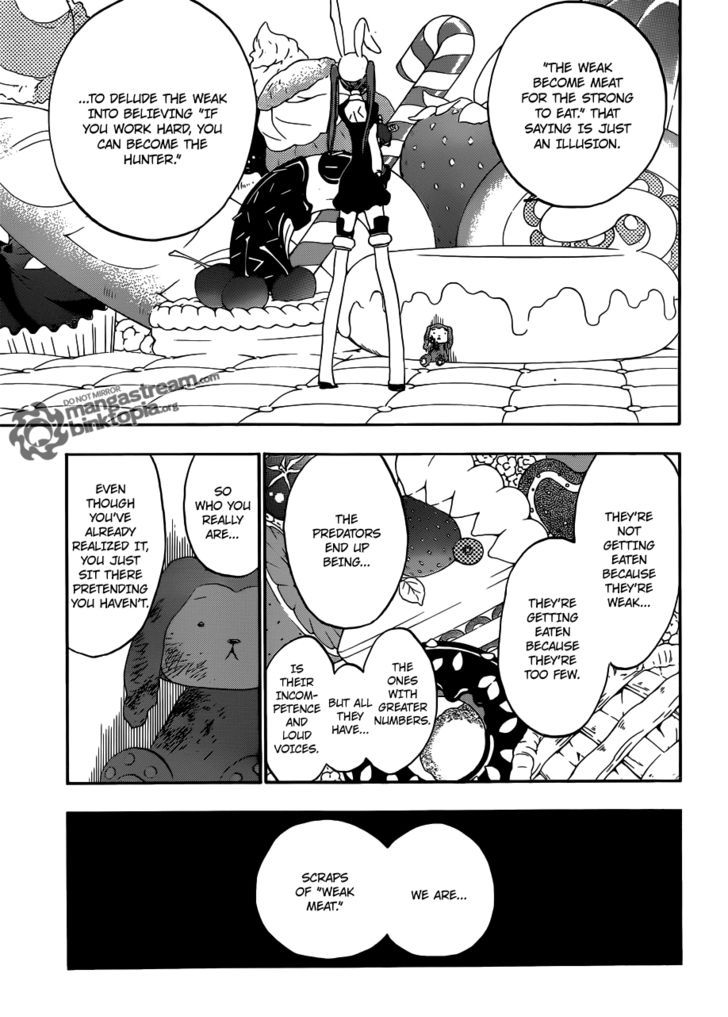 "THE WEAK
BECOME MEAT
FOR THE STRONG
TO EAT." THAT
SAYING IS JUST
AN ILLUSION.
...TO DELUDE THE WEAK
INTO BELIEVING "IF
YOU WORK HARD, YOU
CAN BECOME THE
HUNTER."
DO NOT MIRROR
mangastream.com
binktopia.org
THEY'RE
NOT
GETTING
EATEN
BECAUSE
THEY'RE
WEAK...
THEY'RE
GETTING
EATEN
BECAUSE
THEY'RE
TOO FEW.
THE
PREDATORS
END UP
BEING...
THE
ONES WITH
GREATER
NUMBERS.
BUT ALL
THEY
HAVE...
IS
THEIR
INCOM-
PETENCE
AND
LOUD
VOICES.
SO
WHO YOU
REALLY
ARE...
EVEN
THOUGH
YOU'VE
ALREADY
REALIZED IT,
YOU JUST
SIT THERE
PRETENDING
YOU HAVEN'T.
WE ARE...
SCRAPS
OF "WEAK
MEAT."